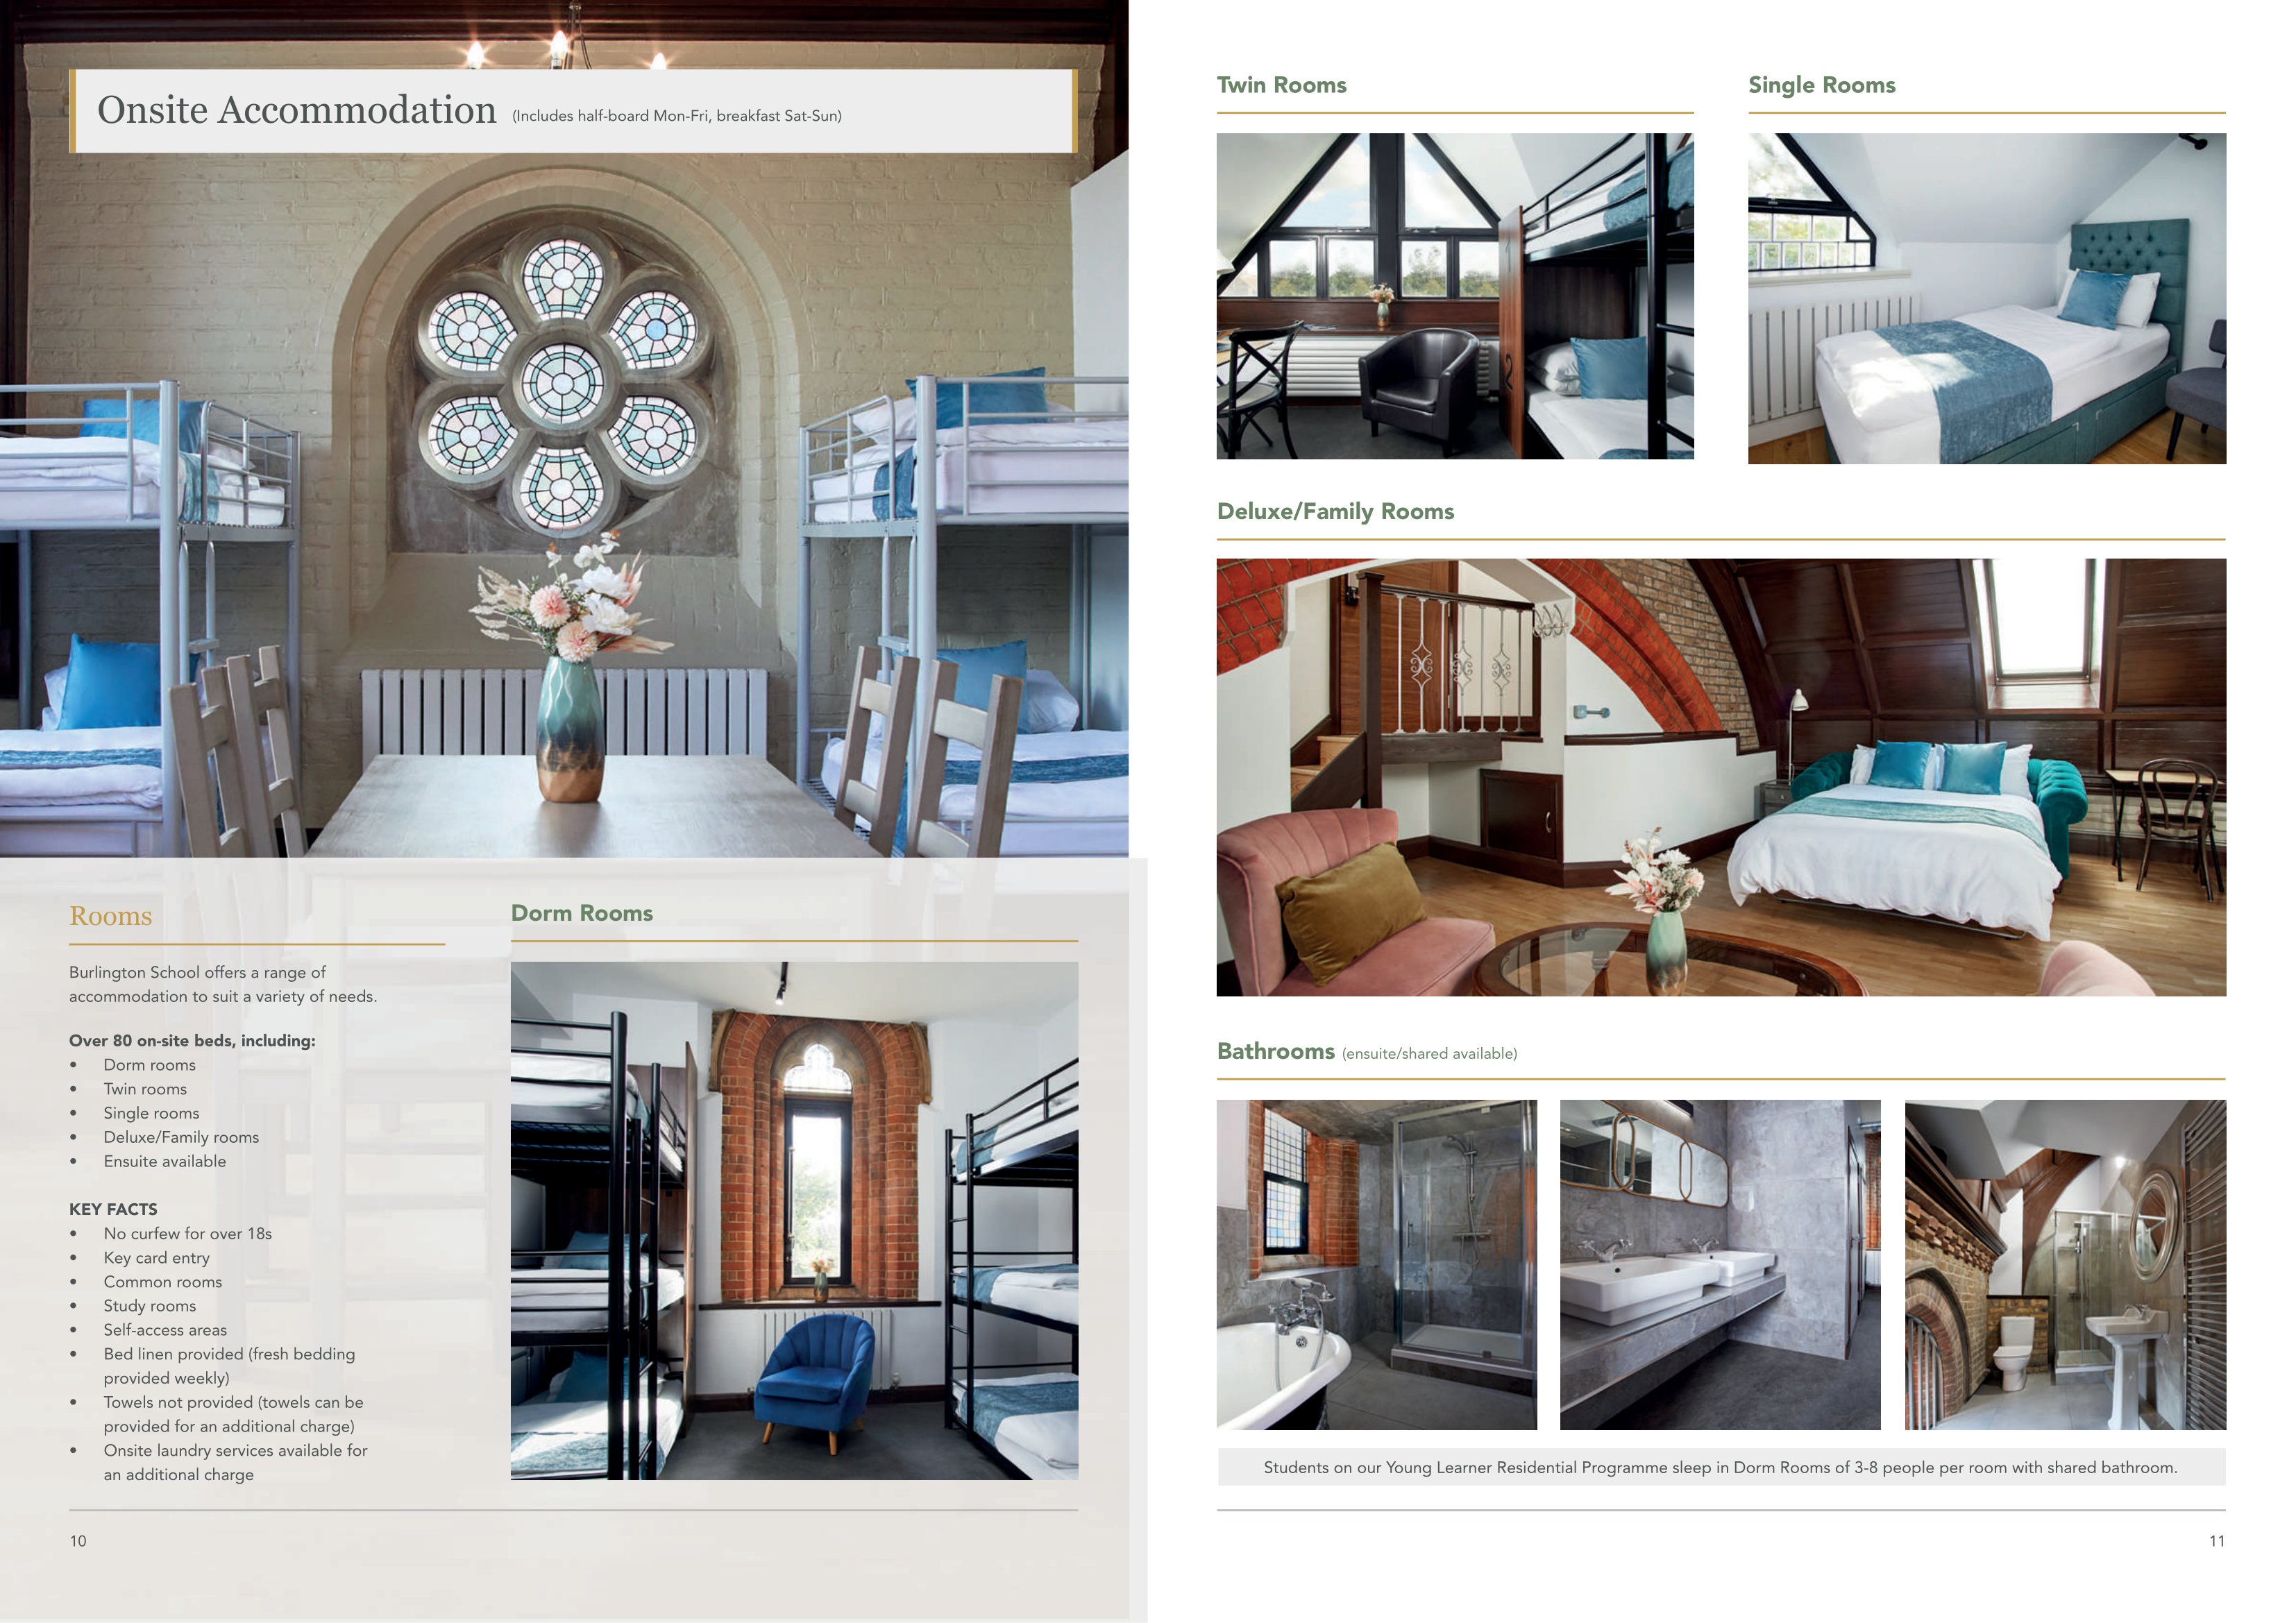 Onsite Accommodation (Includes half-board Mon-Fri, breakfast Sat-Sun)
Rooms
Burlington School offers a range of
accommodation to suit a variety of needs.
Over 80 on-site beds, including:
• Dorm rooms
• Twin rooms
• Single rooms
• Deluxe/Family rooms
• Ensuite available
KEY FACTS
• No curfew for over 18s
• Key card entry
• Common rooms
• Study rooms
• Self-access areas
• Bed linen provided (fresh bedding
provided weekly)
• Towels not provided (towels can be
provided for an additional charge)
• Onsite laundry services available for
an additional charge
Dorm Rooms
10
Twin Rooms
Single Rooms
Deluxe/Family Rooms
Bathrooms (ensuite/shared available)
Students on our Young Learner Residential Programme sleep in Dorm Rooms of 3-8 people per room with shared bathroom.
11